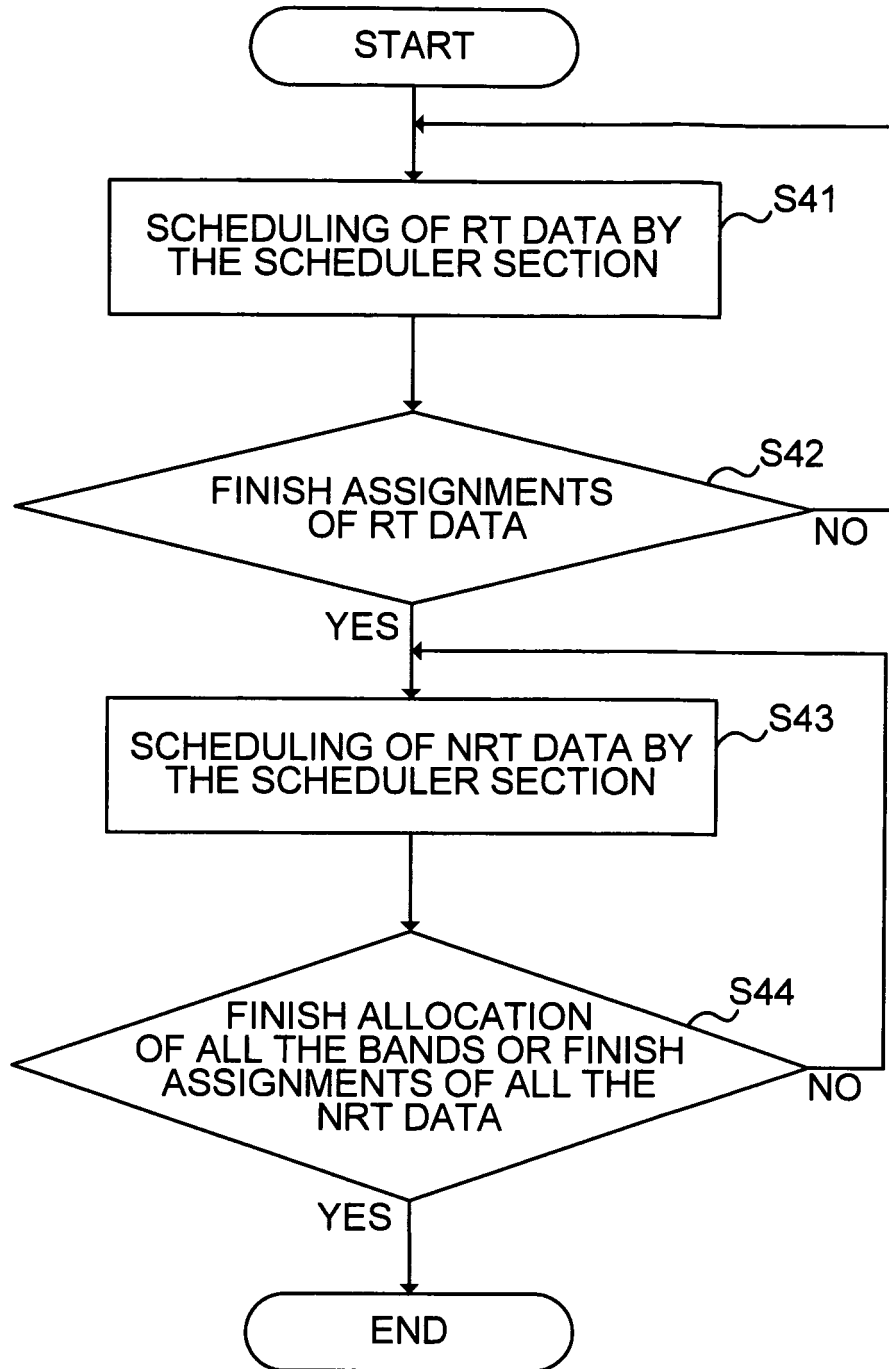 START
SCHEDULING OF RT DATA BY
THE SCHEDULER SECTION
S41
FINISH ASSIGNMENTS
OF RT DATA
S42
NO
YES
SCHEDULING OF NRT DATA BY
THE SCHEDULER SECTION
S43
FINISH ALLOCATION
OF ALL THE BANDS OR FINISH
ASSIGNMENTS OF ALL THE
NRT DATA
S44
NO
YES
END